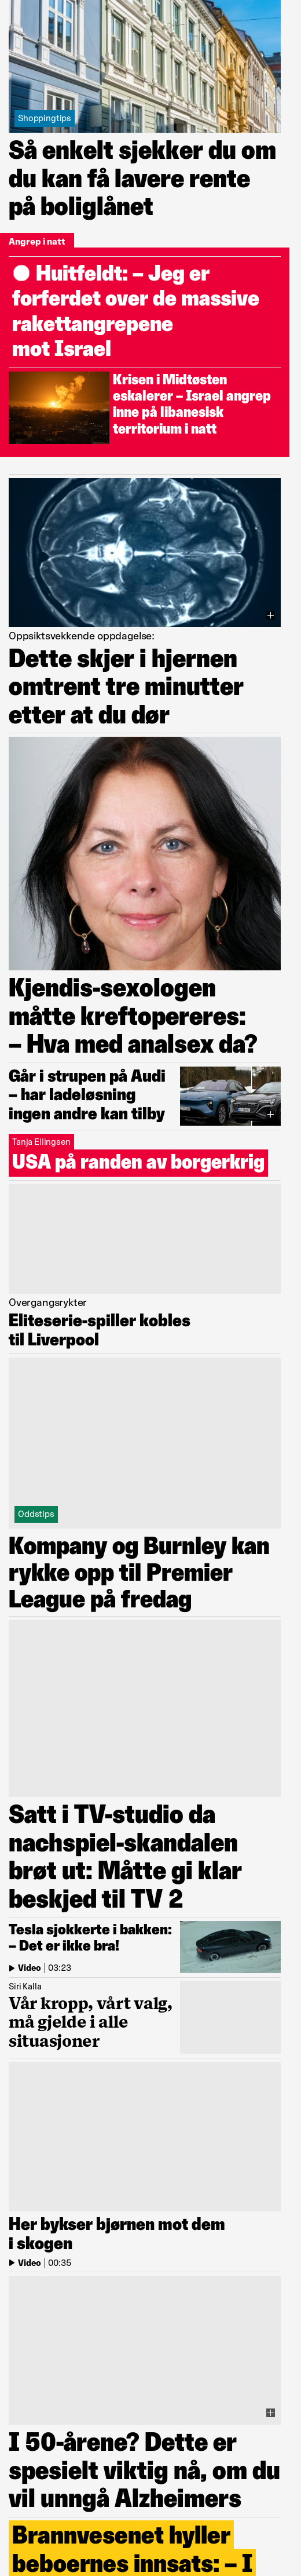 Shoppingtips
Så enkelt sjekker du om
du kan få lavere rente
på boliglånet
Angrep i natt
Huitfeldt: – Jeg er
forferdet over de massive
rakettangrepene
mot Israel
Krisen i Midtøsten
eskalerer – Israel angrep
inne på libanesisk
territorium i natt
Oppsiktsvekkende oppdagelse:
Dette skjer i hjernen
omtrent tre minutter
etter at du dør
Kjendis-sexologen
måtte kreftopereres:
– Hva med analsex da?
Går i strupen på Audi
– har ladeløsning
ingen andre kan tilby
Tanja Ellingsen
USA på randen av borgerkrig
Overgangsrykter
Eliteserie-spiller kobles
til Liverpool
Oddstips
Kompany og Burnley kan
rykke opp til Premier
League på fredag
Satt i TV-studio da
nachspiel-skandalen
brøt ut: Måtte gi klar
beskjed til TV 2
Tesla sjokkerte i bakken:
– Det er ikke bra!
Video | 03:23
Siri Kalla
Vår kropp, vårt valg,
må gjelde i alle
situasjoner
Her bykser bjørnen mot dem
i skogen
Video | 00:35
I 50-årene? Dette er
spesielt viktig nå, om du
vil unngå Alzheimers
Brannvesenet hyller
beboernes innsats: – I